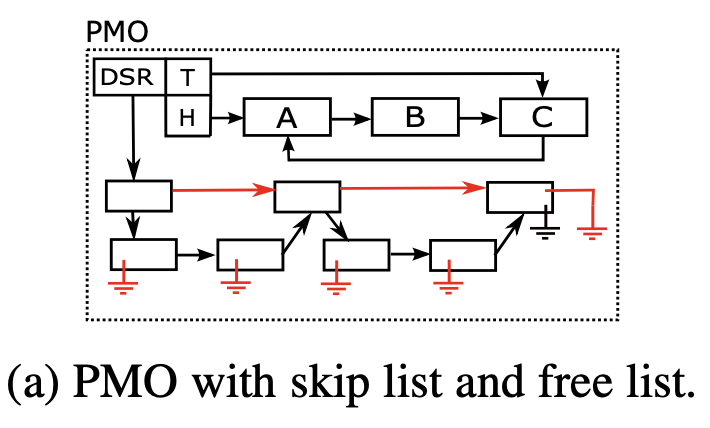 PMO
DSR T
H A B C
(a) PMO with skip list and free list.